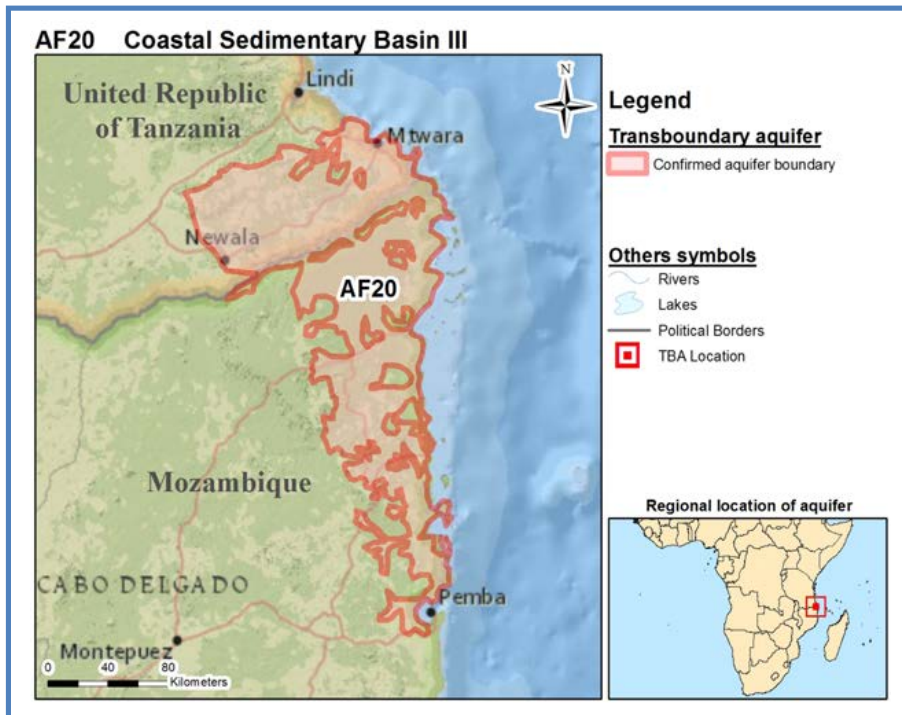 AF20 Coastal Sedimentary Basin III
Lindi
United Republic
of Tanzania
N
Mtwara
Newala
AF20
Mozambique
CABO DELGADO
Pemba
Montepuez
0 40 80
Kilometers
Legend
Transboundary aquifer
Confirmed aquifer boundary
Others symbols
Rivers
Lakes
Political Borders
TBA Location
Regional location of aquifer